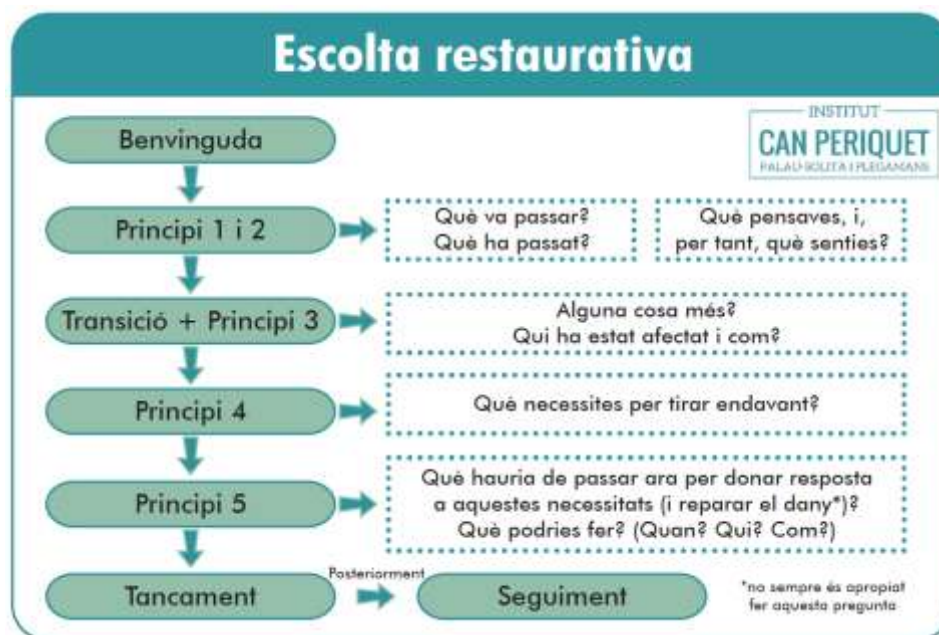 Escolta restaurativa
INSTITUT
CAN PERIQUET
PALAU-SOLITÀ I PLEGAMANS
Benvinguda
Principi 1 i 2
Què va passar?
Què ha passat?
Què pensaves, i,
per tant, què senties?
Transició + Principi 3
Alguna cosa més?
Qui ha estat afectat i com?
Principi 4
Què necessites per tirar endavant?
Principi 5
Què hauria de passar ara per donar resposta
a aquestes necessitats (i reparar el dany*)?
Què podries fer? (Quan? Qui? Com?)
Tancament
Posteriorment
Seguiment
*no sempre és apropiat
fer aquesta pregunta